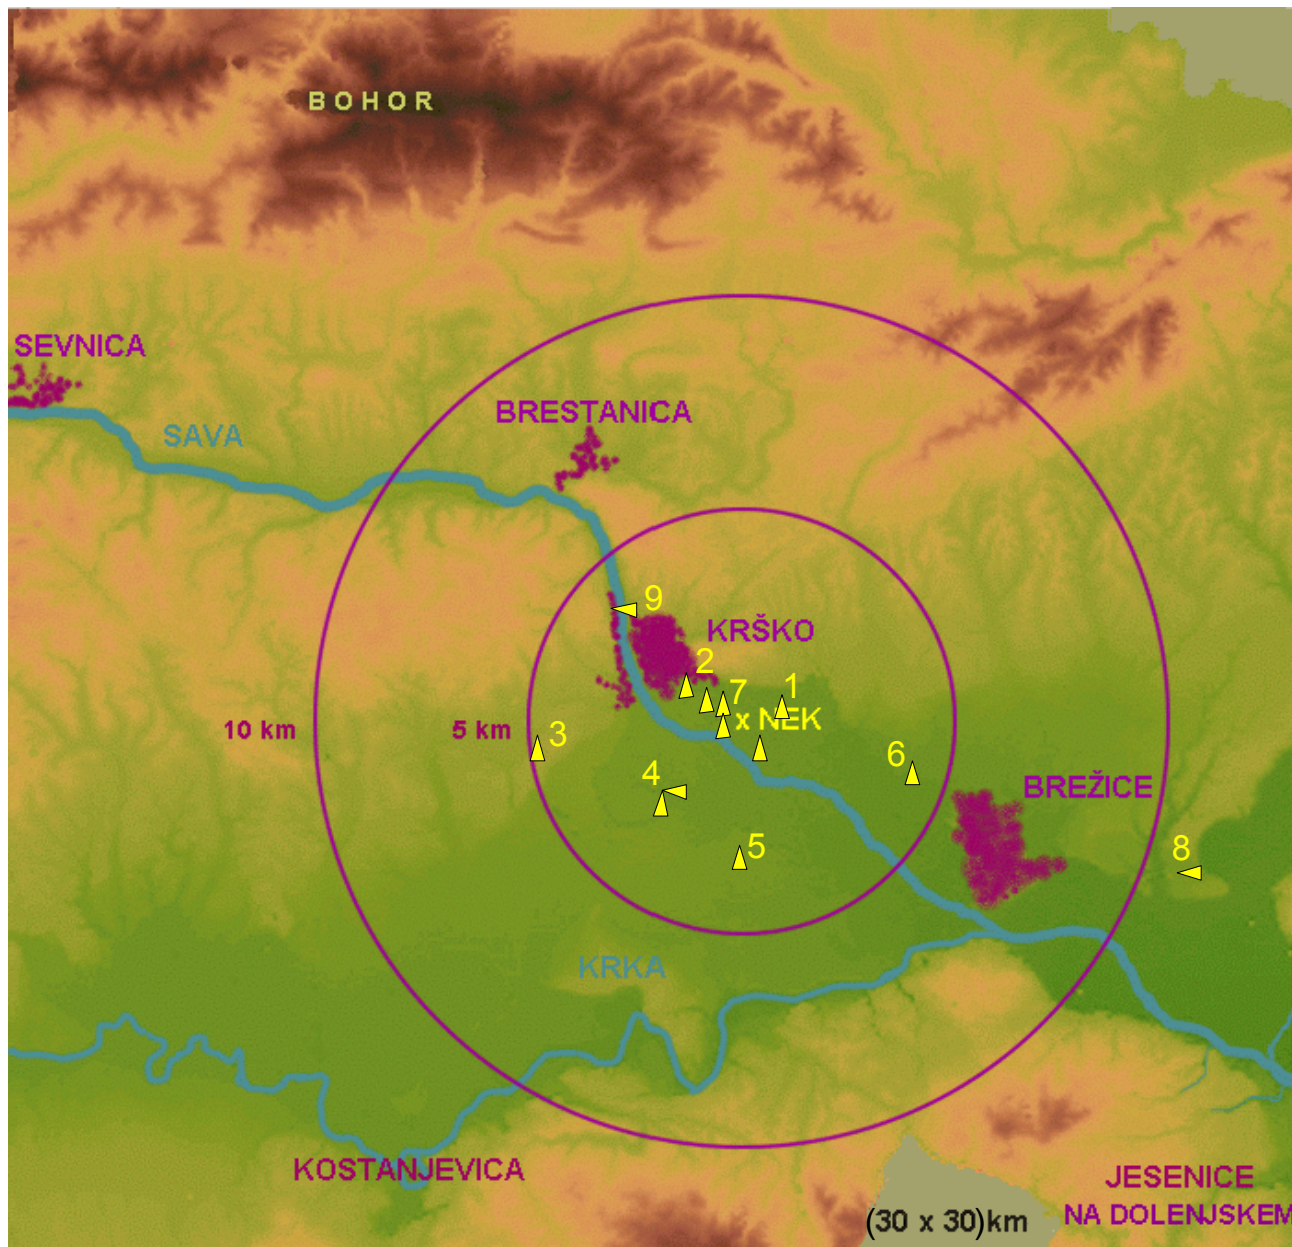 BOHOR
SEVNICA
BRESTANICA
SAVA
9
KRŠKO
2
7
1
x NEK
10 km
5 km
3
6
4
BREŽICE
5
8
KRKA
KOSTANJEVICA
JESENICE
NA DOLENJSKEM
(30 x 30)km